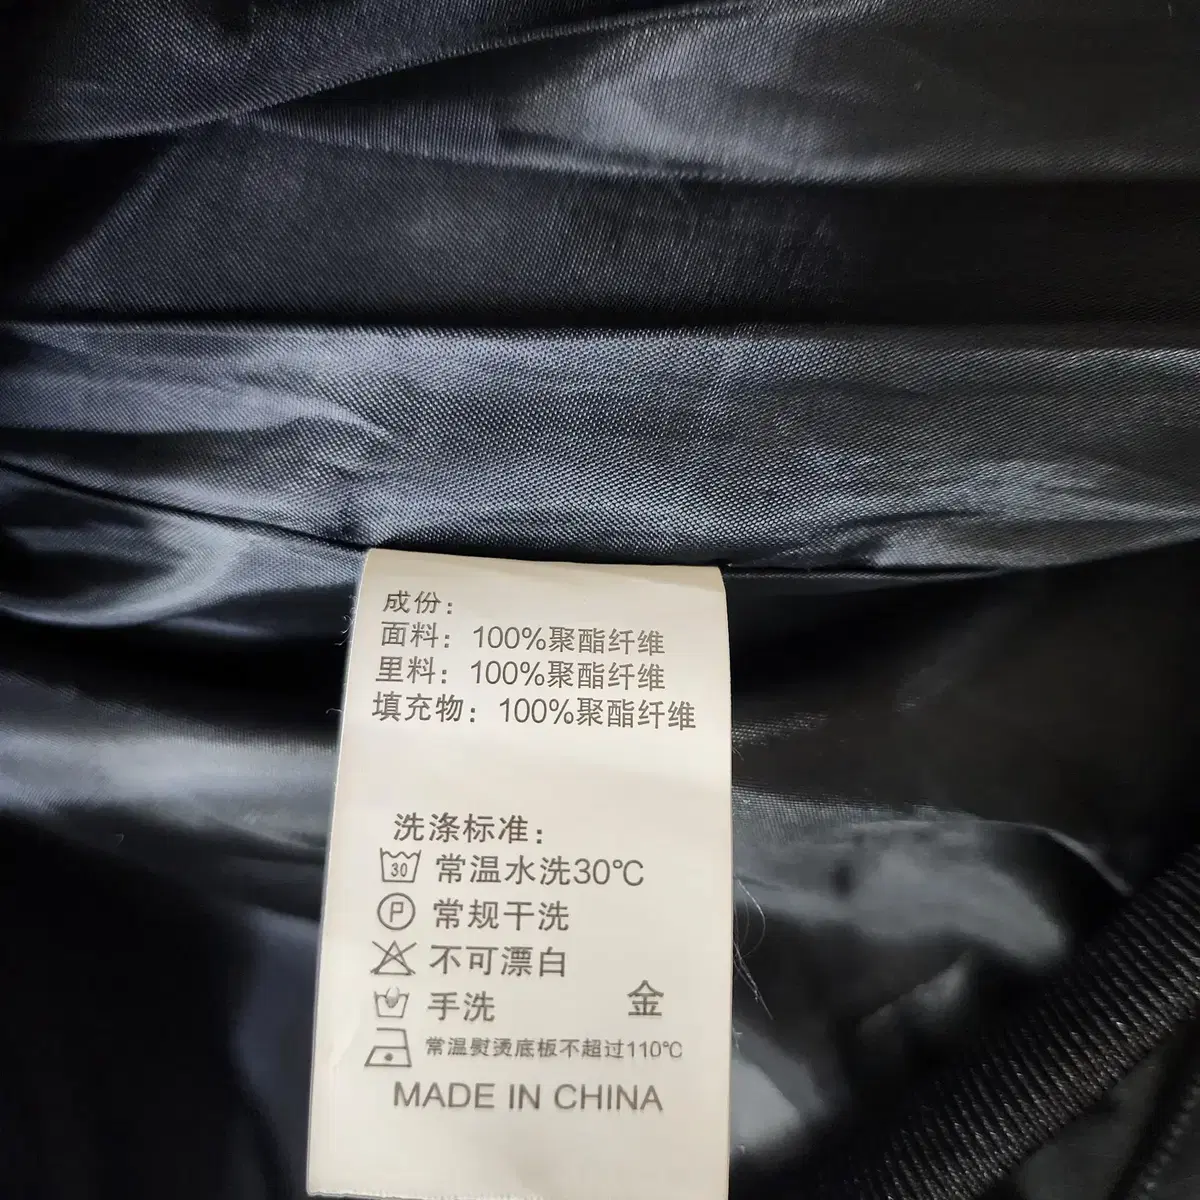 成份：
面料：100%聚酯纤维
里料：100%聚酯纤维
填充物：100%聚酯纤维
洗涤标准：
30 常温水洗30℃
P 常规干洗
不可漂白
手洗 金
常温熨烫底板不超过110℃
MADE IN CHINA